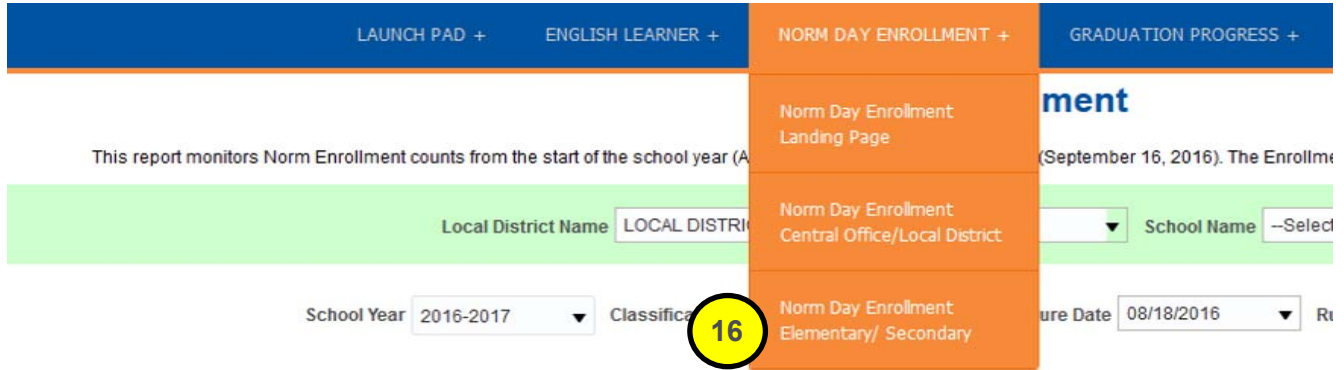 LAUNCH PAD + ENGLISH LEARNER + NORM DAY ENROLLMENT + GRADUATION PROGRESS +
ment
Norm Day Enrollment
Landing Page
This report monitors Norm Enrollment counts from the start of the school year (A (September 16, 2016). The Enrollme
Norm Day Enrollment
Central Office/Local District
Local District Name LOCAL DISTRI School Name --Select
School Year 2016-2017 Classifica ure Date 08/18/2016 Ru
16
Norm Day Enrollment
Elementary/ Secondary